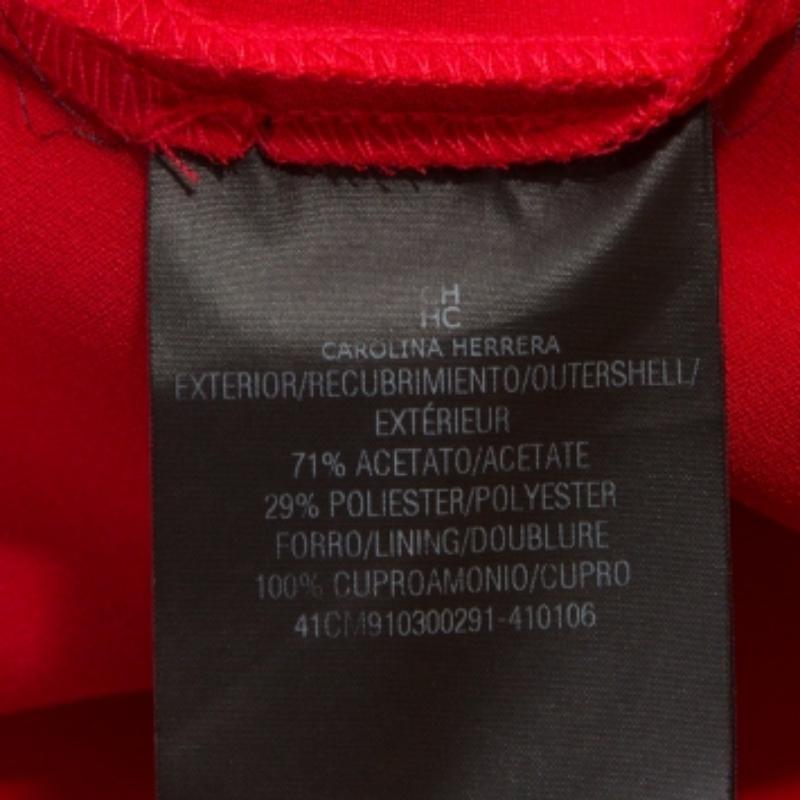 CH
HC
CAROLINA HERRERA
EXTERIOR/RECUBRIMIENTO/OUTERSHELL/
EXTÉRIEUR
71% ACETATO/ACETATE
29% POLIESTER/POLYESTER
FORRO/LINING/DOUBLURE
100% CUPROAMONIO/CUPRO
41CM910300291-410106